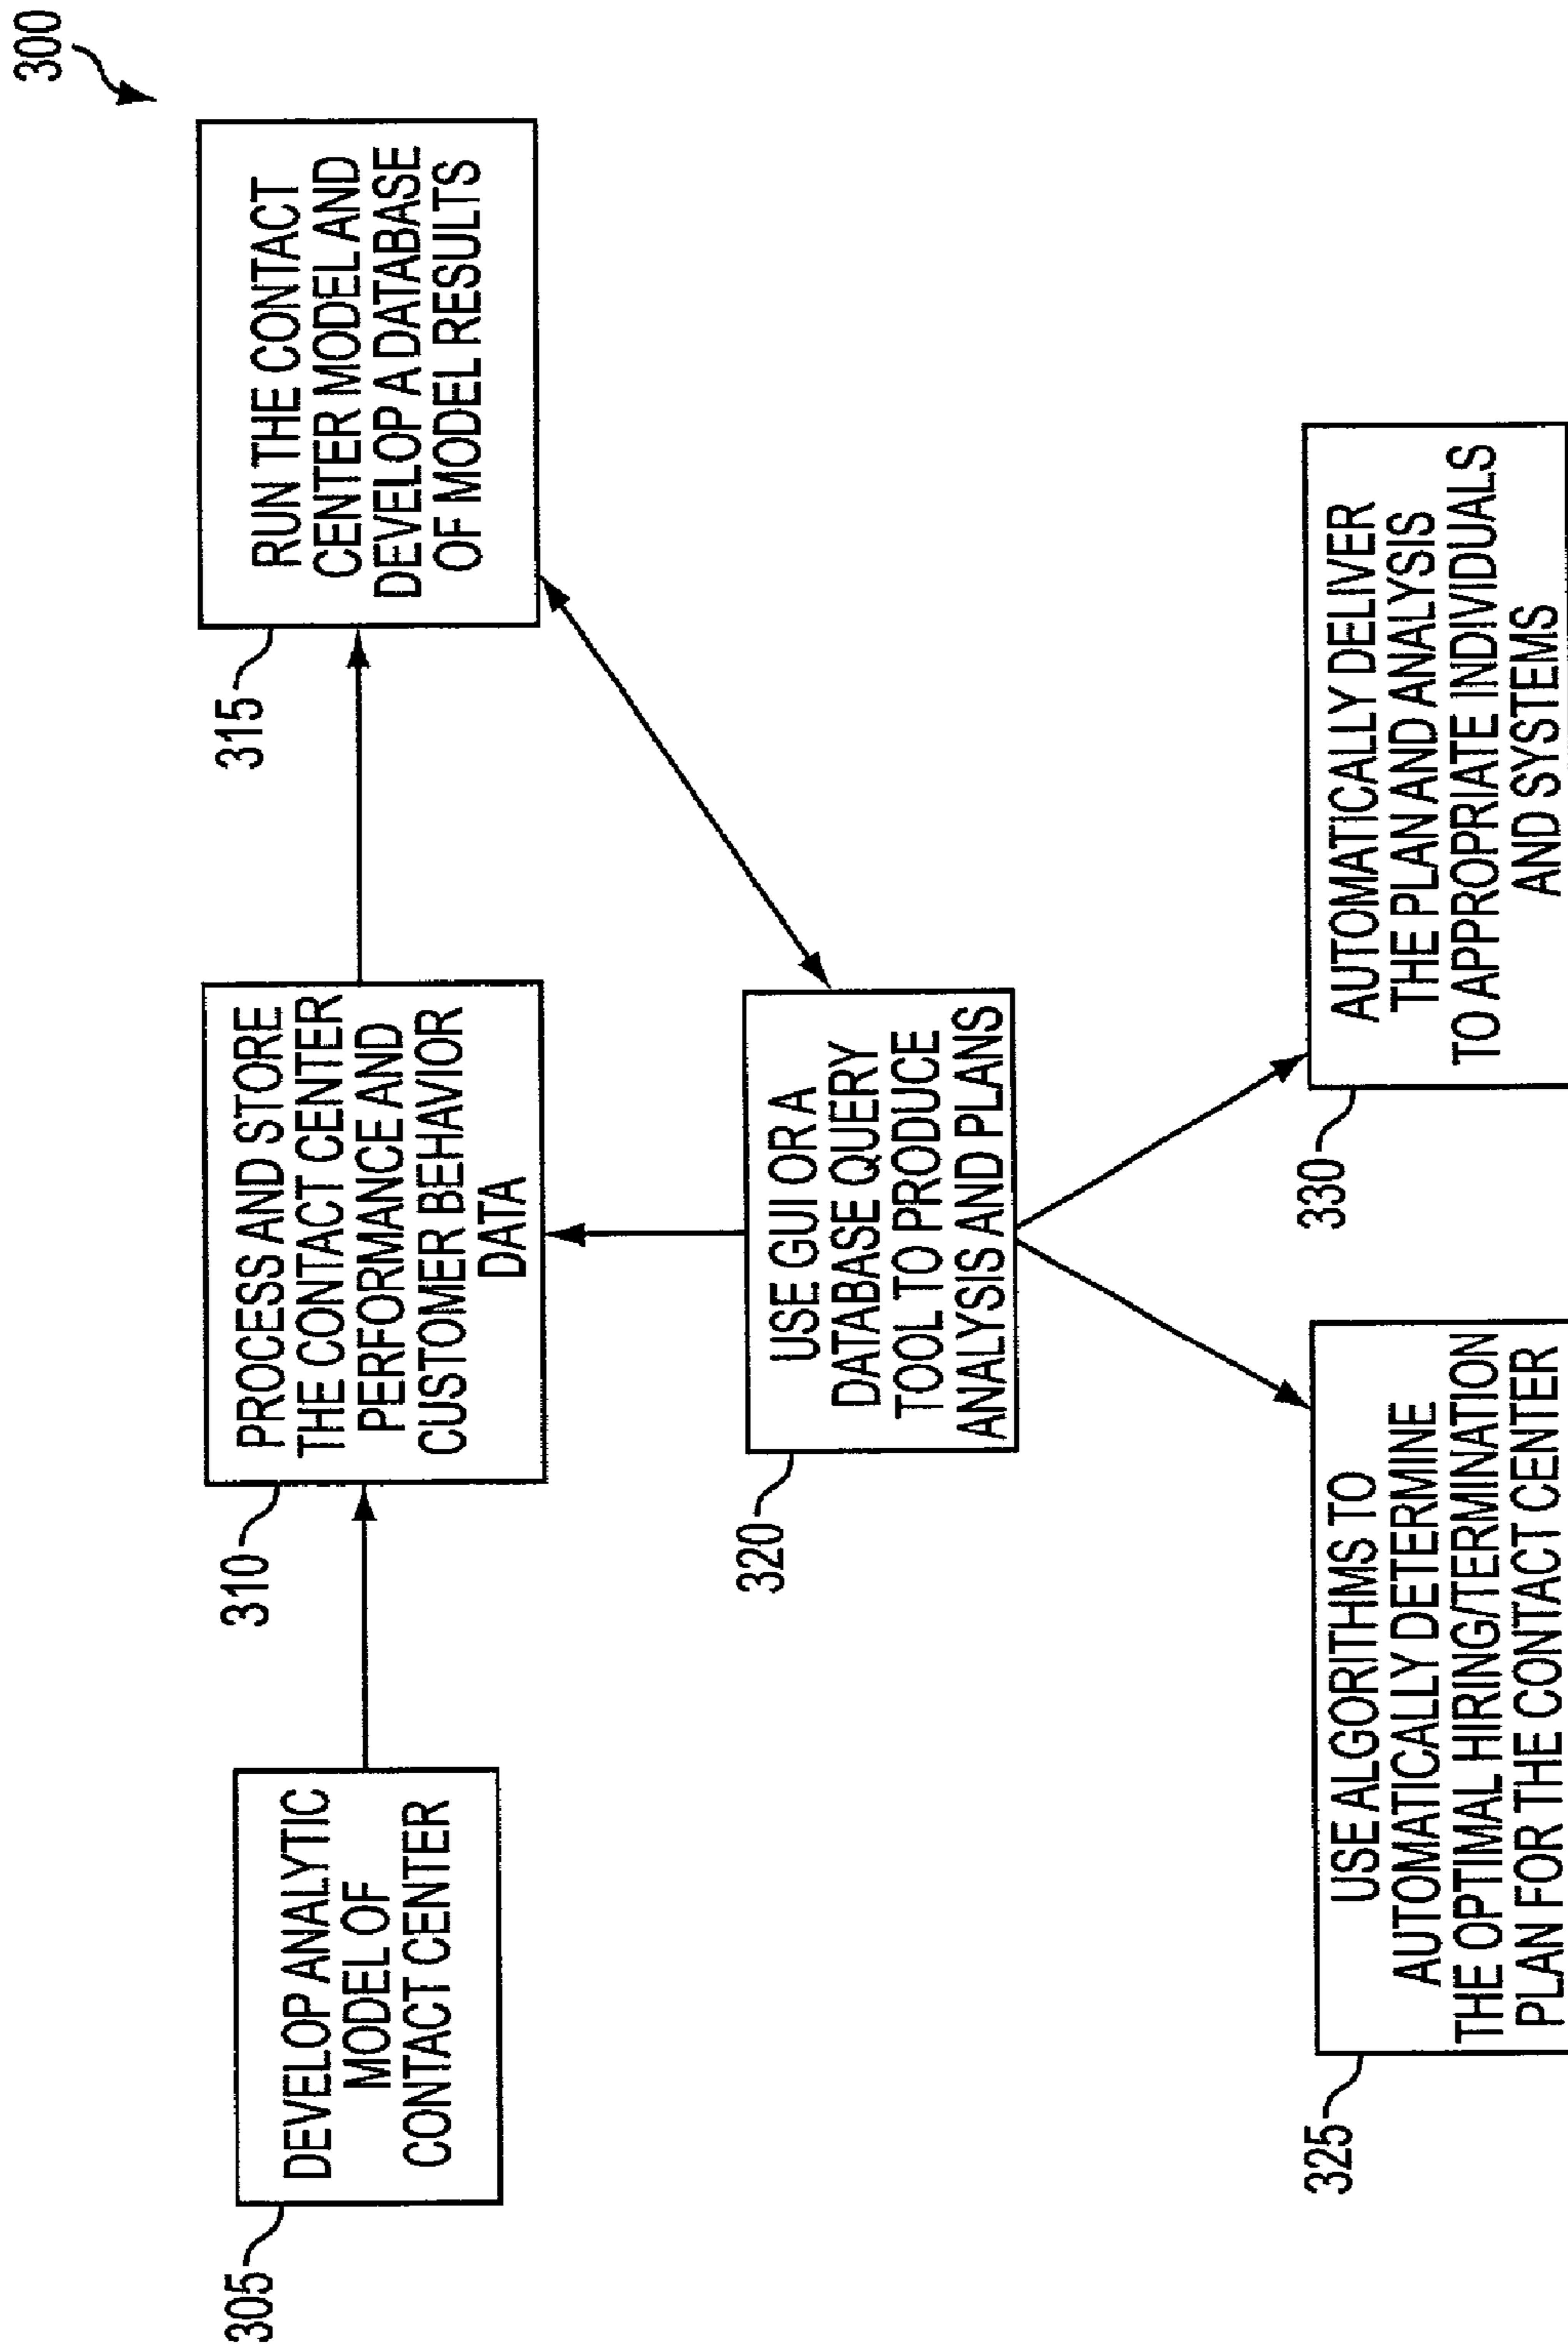 300
305
DEVELOP ANALYTIC
MODEL OF
CONTACT CENTER
310
PROCESS AND STORE
THE CONTACT CENTER
PERFORMANCE AND
CUSTOMER BEHAVIOR
DATA
315
RUN THE CONTACT
CENTER MODEL AND
DEVELOP A DATABASE
OF MODEL RESULTS
320
USE GUI OR A
DATABASE QUERY
TOOL TO PRODUCE
ANALYSIS AND PLANS
325
USE ALGORITHMS TO
AUTOMATICALLY DETERMINE
THE OPTIMAL HIRING/TERMINATION
PLAN FOR THE CONTACT CENTER
330
AUTOMATICALLY DELIVER
THE PLAN AND ANALYSIS
TO APPROPRIATE INDIVIDUALS
AND SYSTEMS